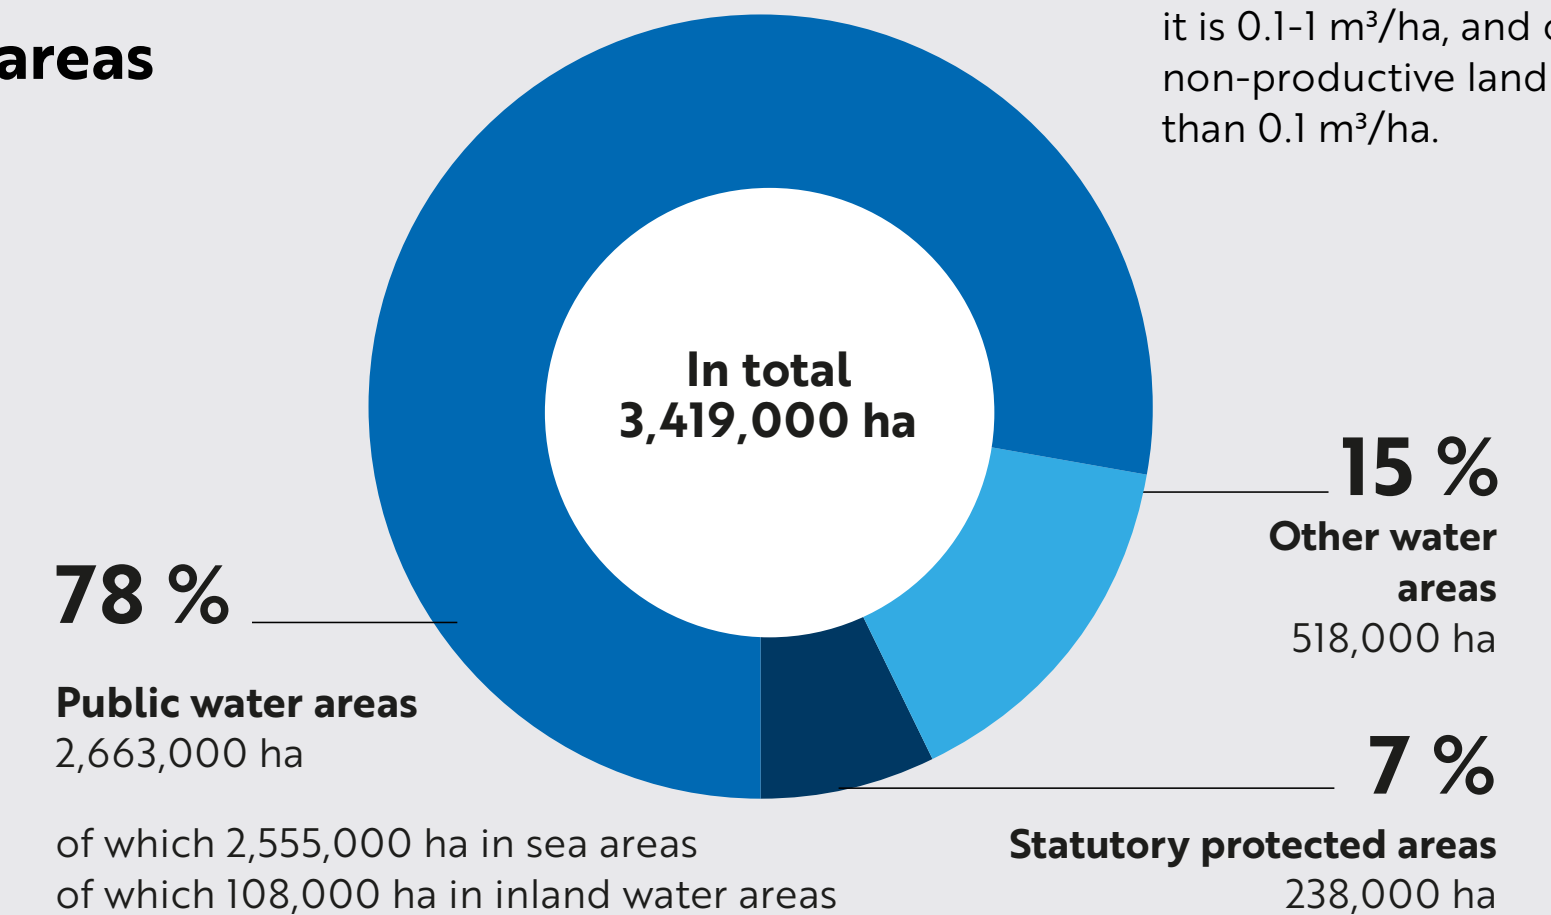 areas
it is 0.1-1 m³/ha, and
non-productive land
than 0.1 m³/ha.
In total
3,419,000 ha
15 %
Other water
areas
518,000 ha
78 %
Public water areas
2,663,000 ha
of which 2,555,000 ha in sea areas
of which 108,000 ha in inland water areas
7 %
Statutory protected areas
238,000 ha